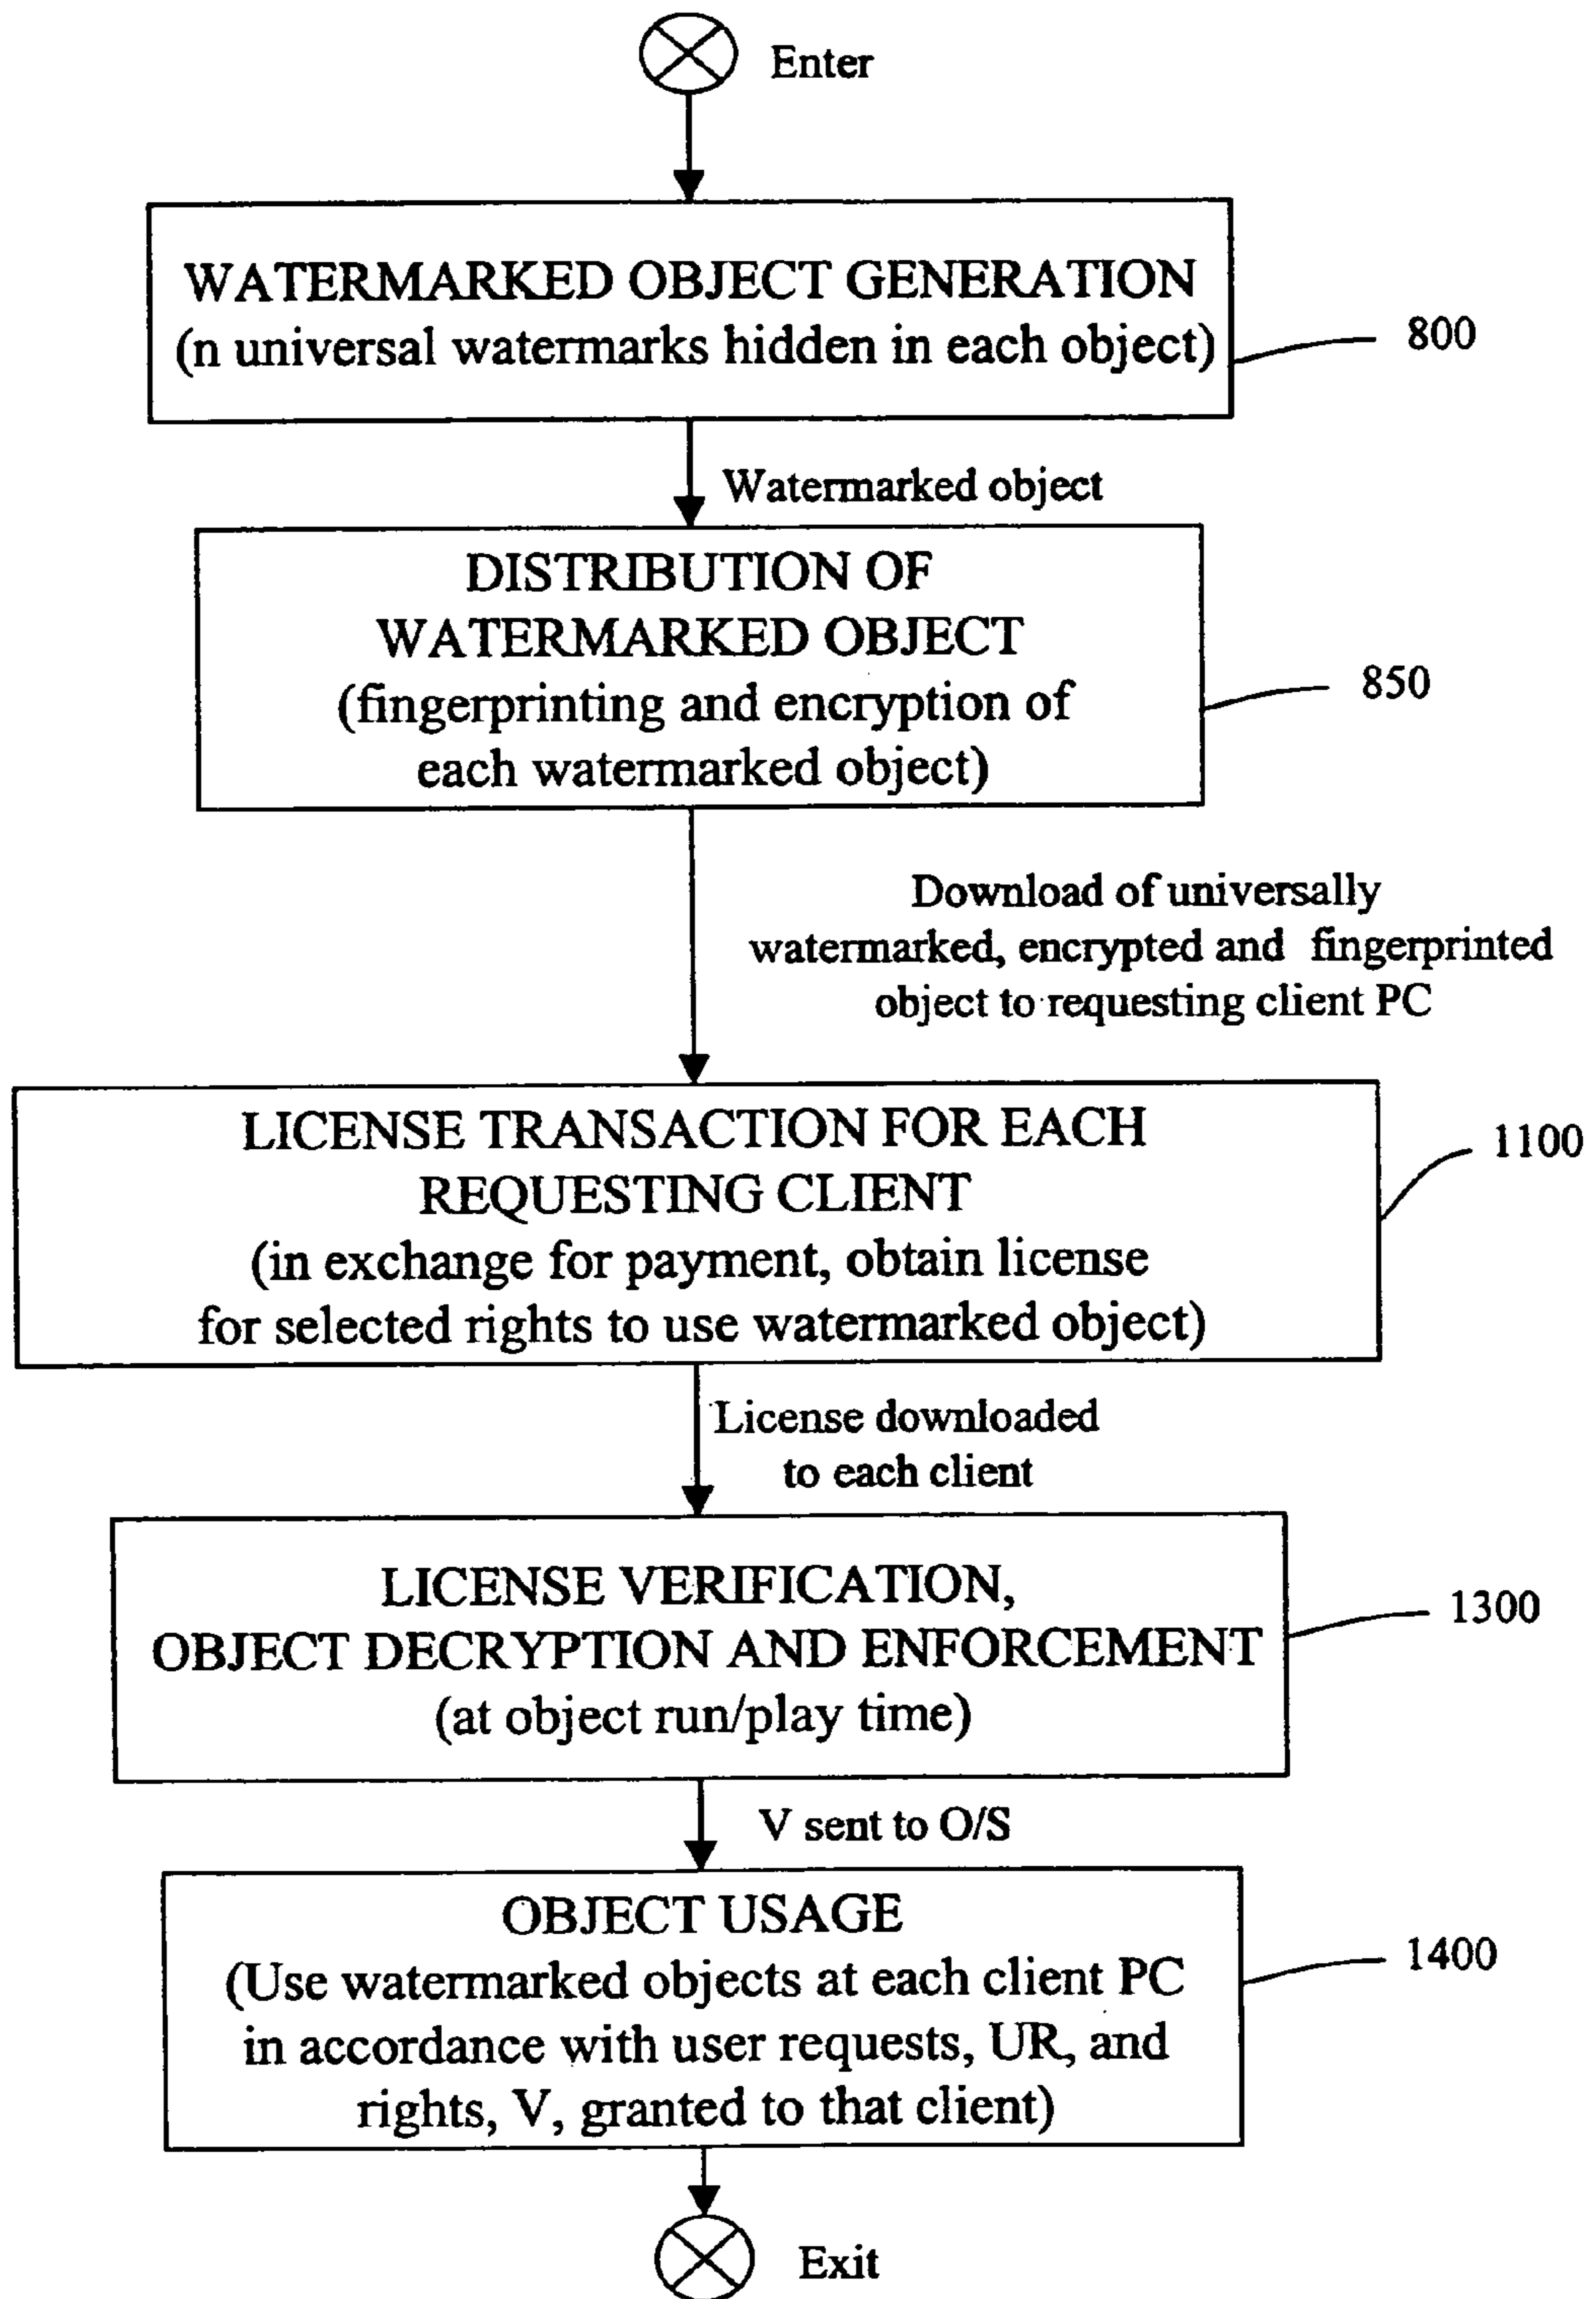 Enter
WATERMARKED OBJECT GENERATION
(n universal watermarks hidden in each object)
800
Watermarked object
DISTRIBUTION OF
WATERMARKED OBJECT
(fingerprinting and encryption of
each watermarked object)
850
Download of universally
watermarked, encrypted and fingerprinted
object to requesting client PC
LICENSE TRANSACTION FOR EACH
REQUESTING CLIENT
(in exchange for payment, obtain license
for selected rights to use watermarked object)
1100
License downloaded
to each client
LICENSE VERIFICATION,
OBJECT DECRYPTION AND ENFORCEMENT
(at object run/play time)
1300
V sent to O/S
OBJECT USAGE
(Use watermarked objects at each client PC
in accordance with user requests, UR, and
rights, V, granted to that client)
1400
Exit